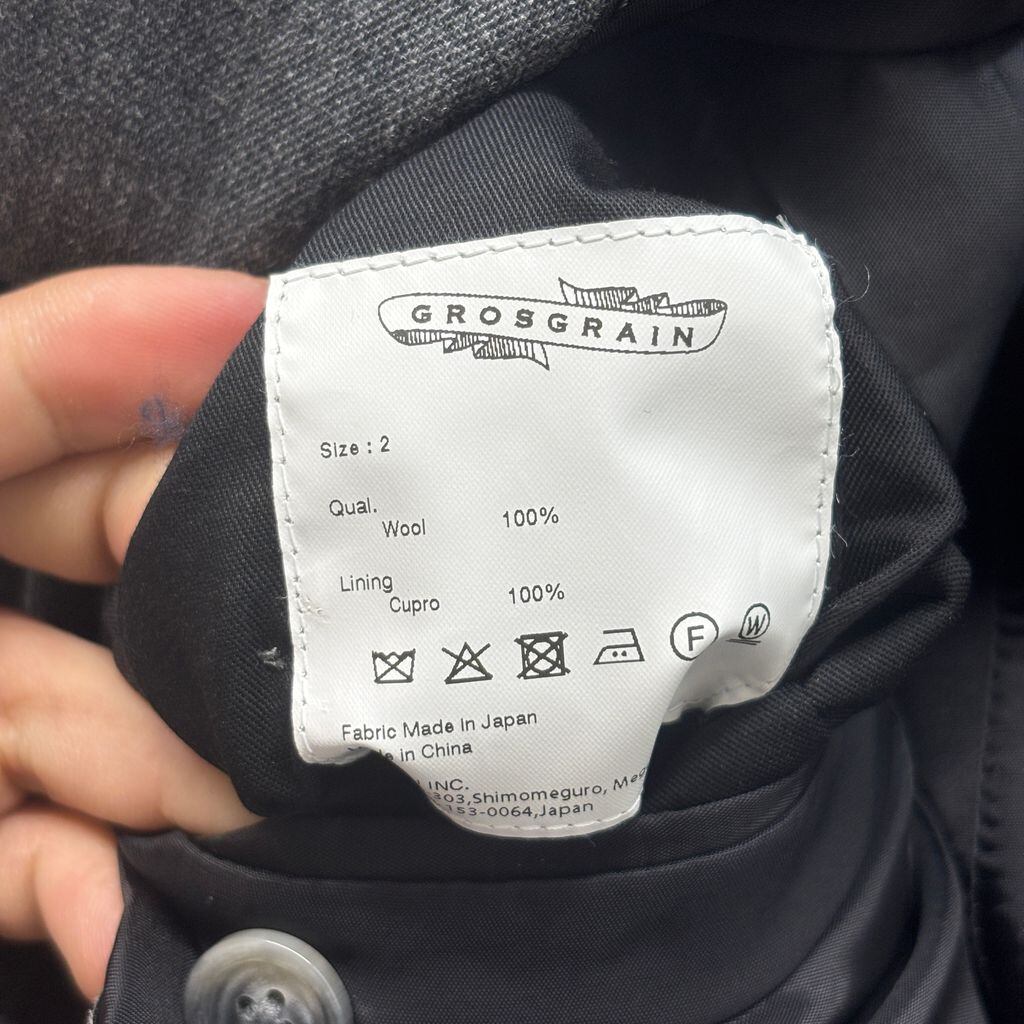 GROSGRAIN
Size : 2
Qual.
Wool 100%
Lining
Cupro 100%
F W
Fabric Made In Japan
in China
INC.
303,Shimomeguro,
153-0064,Japan